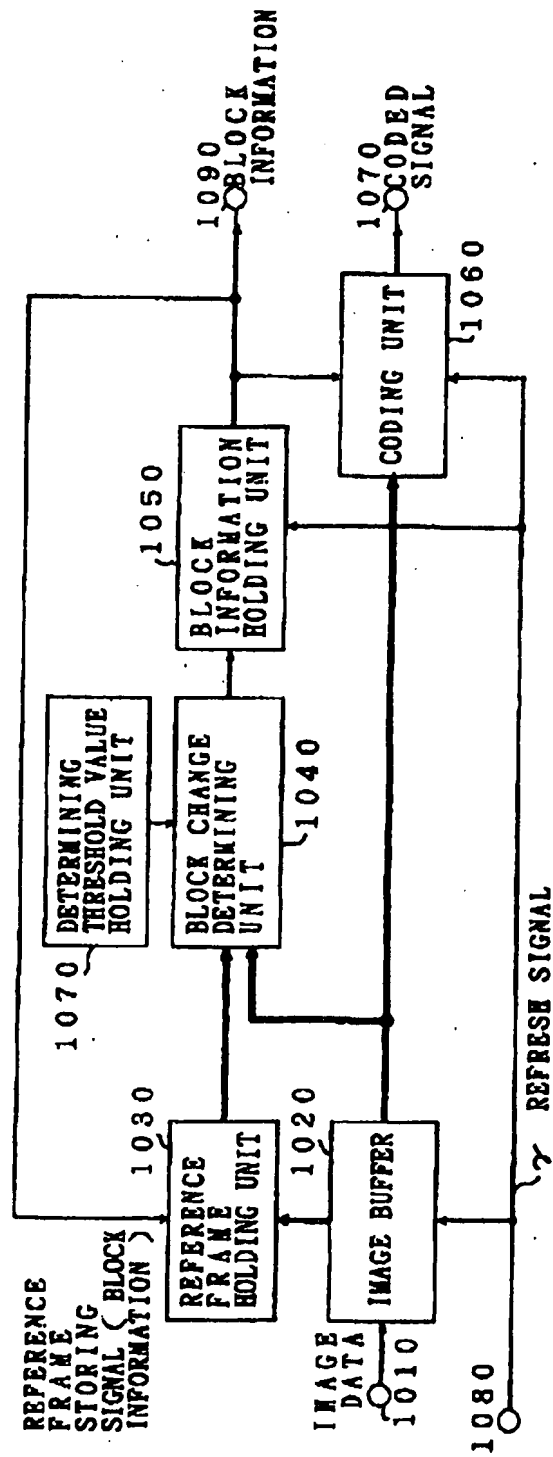 REFERENCE
FRAME
STORING
SIGNAL ( BLOCK
INFORMATION )
1030
REFERENCE
FRAME
HOLDING UNIT
1070
DETERMINING
THRESHOLD VALUE
HOLDING UNIT
BLOCK CHANGE
DETERMINING
UNIT
1040
1050
BLOCK
INFORMATION
HOLDING UNIT
1090
BLOCK
INFORMATION
IMAGE
DATA
1010
1020
IMAGE BUFFER
CODING UNIT
1060
1070
CODED
SIGNAL
1080
γ REFRESH SIGNAL